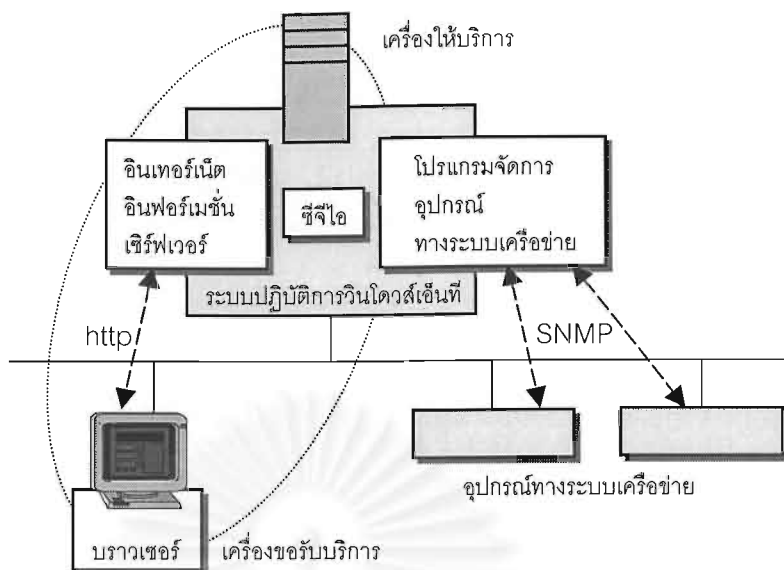 เครื่องให้บริการ
อินเทอร์เน็ต
อินฟอร์เมชั่น
เซิร์ฟเวอร์
ซีจีไอ
โปรแกรมจัดการ
อุปกรณ์
ทางระบบเครือข่าย
ระบบปฏิบัติการวินโดวส์เอ็นที
http
SNMP
อุปกรณ์ทางระบบเครือข่าย
บราวเซอร์
เครื่องขอรับบริการ